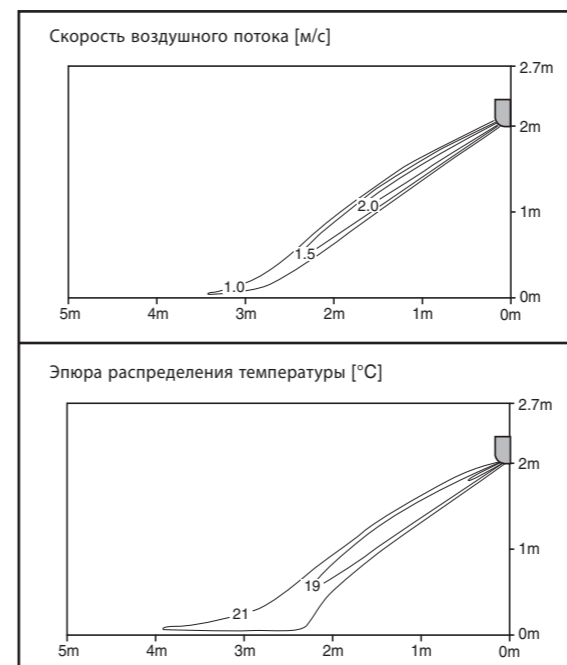 Скорость воздушного потока [м/с]
2.7m
2m
2.0
1m
1.5
1.0
0m
5m 4m 3m 2m 1m 0m
Эпюра распределения температуры [°C]
2.7m
2m
1m
19
21
0m
5m 4m 3m 2m 1m 0m